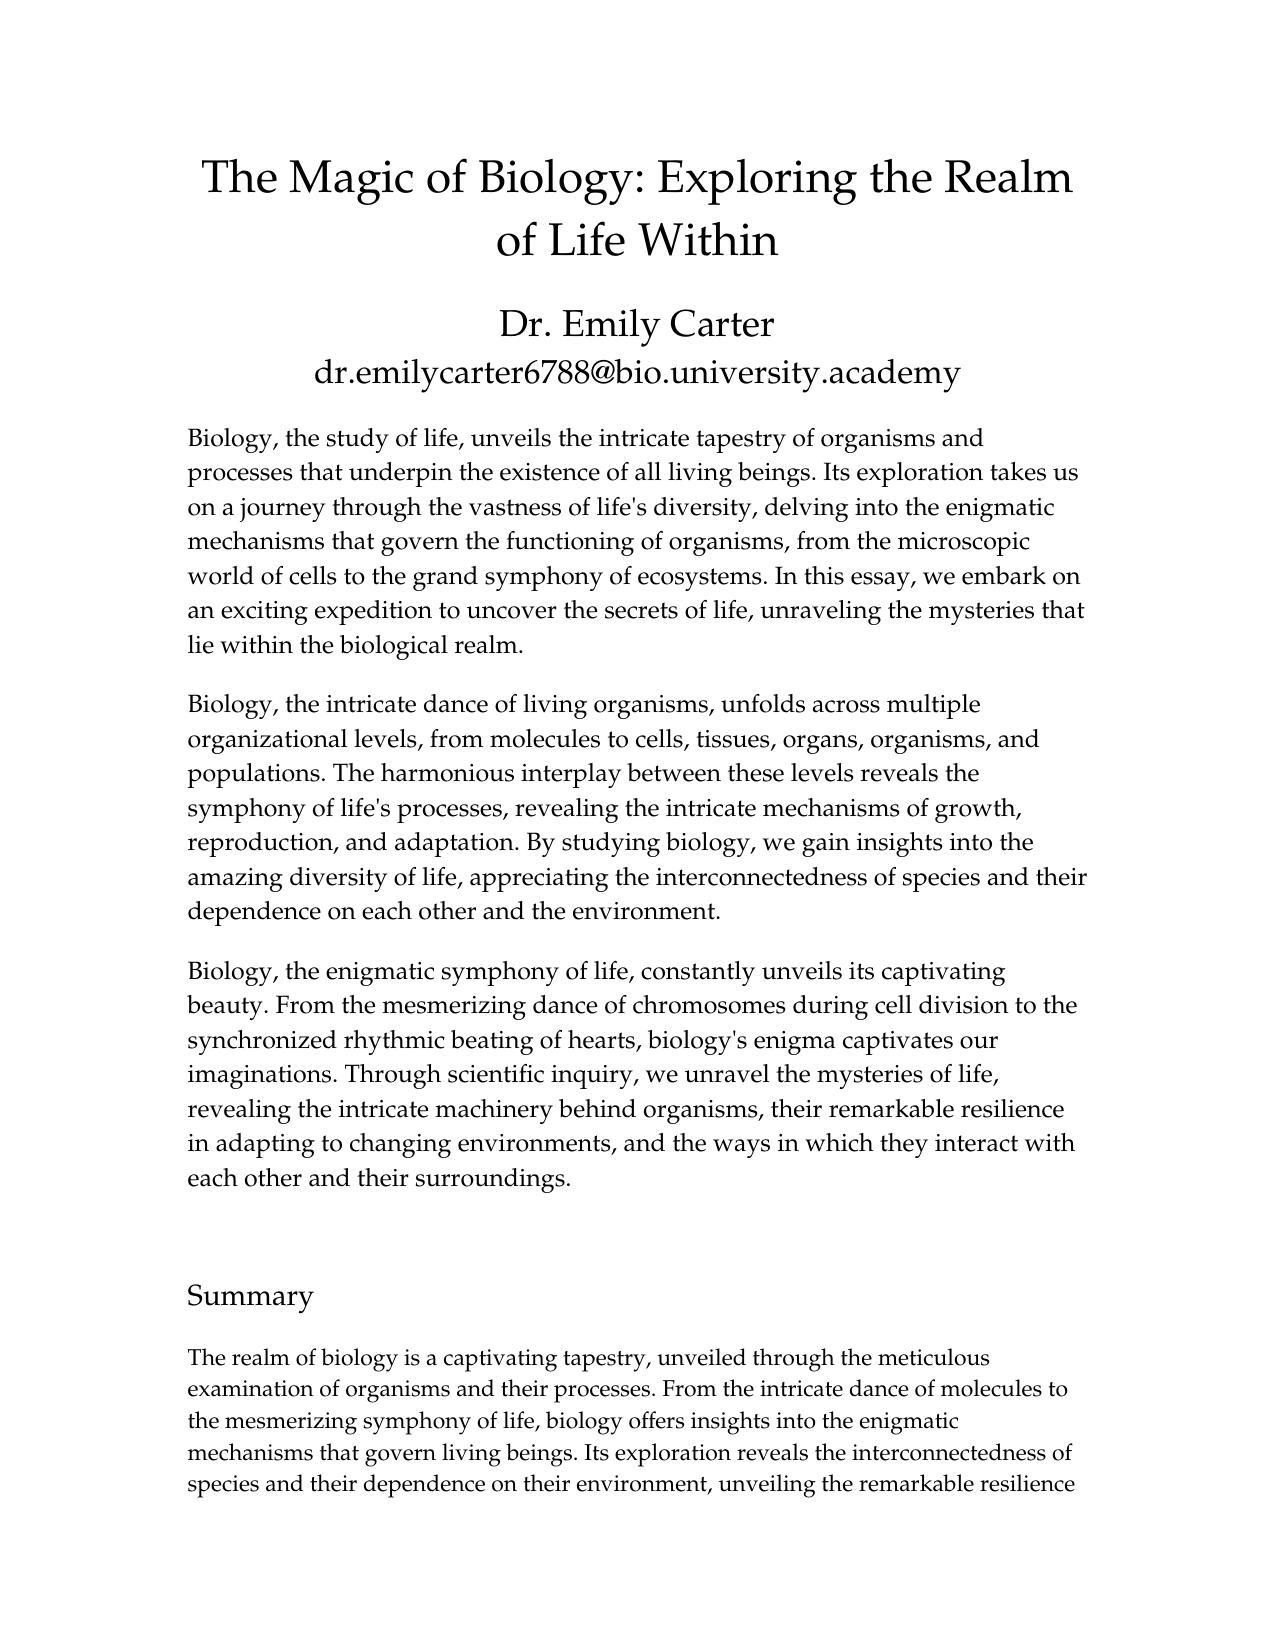 The Magic of Biology: Exploring the Realm
of Life Within
Dr. Emily Carter
dr.emilycarter6788@bio.university.academy
Biology, the study of life, unveils the intricate tapestry of organisms and
processes that underpin the existence of all living beings. Its exploration takes us
on a journey through the vastness of life's diversity, delving into the enigmatic
mechanisms that govern the functioning of organisms, from the microscopic
world of cells to the grand symphony of ecosystems. In this essay, we embark on
an exciting expedition to uncover the secrets of life, unraveling the mysteries that
lie within the biological realm.
Biology, the intricate dance of living organisms, unfolds across multiple
organizational levels, from molecules to cells, tissues, organs, organisms, and
populations. The harmonious interplay between these levels reveals the
symphony of life's processes, revealing the intricate mechanisms of growth,
reproduction, and adaptation. By studying biology, we gain insights into the
amazing diversity of life, appreciating the interconnectedness of species and their
dependence on each other and the environment.
Biology, the enigmatic symphony of life, constantly unveils its captivating
beauty. From the mesmerizing dance of chromosomes during cell division to the
synchronized rhythmic beating of hearts, biology's enigma captivates our
imaginations. Through scientific inquiry, we unravel the mysteries of life,
revealing the intricate machinery behind organisms, their remarkable resilience
in adapting to changing environments, and the ways in which they interact with
each other and their surroundings.
Summary
The realm of biology is a captivating tapestry, unveiled through the meticulous
examination of organisms and their processes. From the intricate dance of molecules to
the mesmerizing symphony of life, biology offers insights into the enigmatic
mechanisms that govern living beings. Its exploration reveals the interconnectedness of
species and their dependence on their environment, unveiling the remarkable resilience